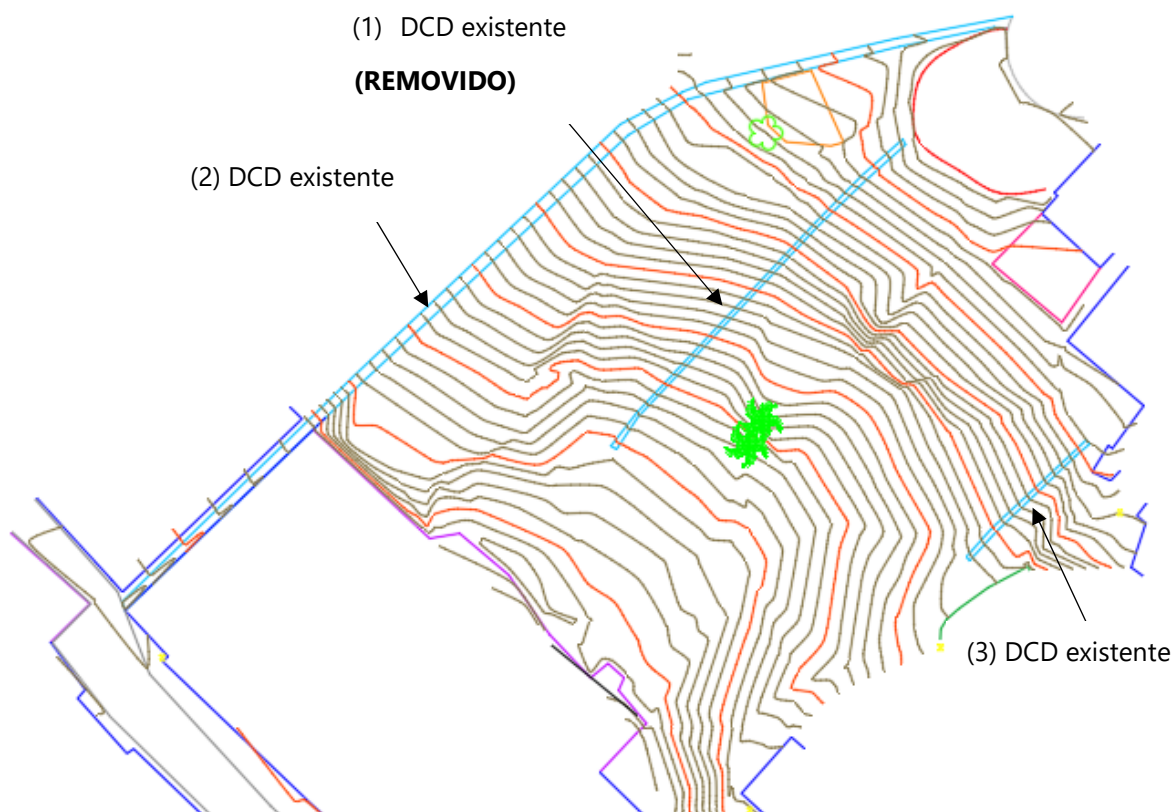 (1) DCD existente
(REMOVIDO)
(2) DCD existente
(3) DCD existente